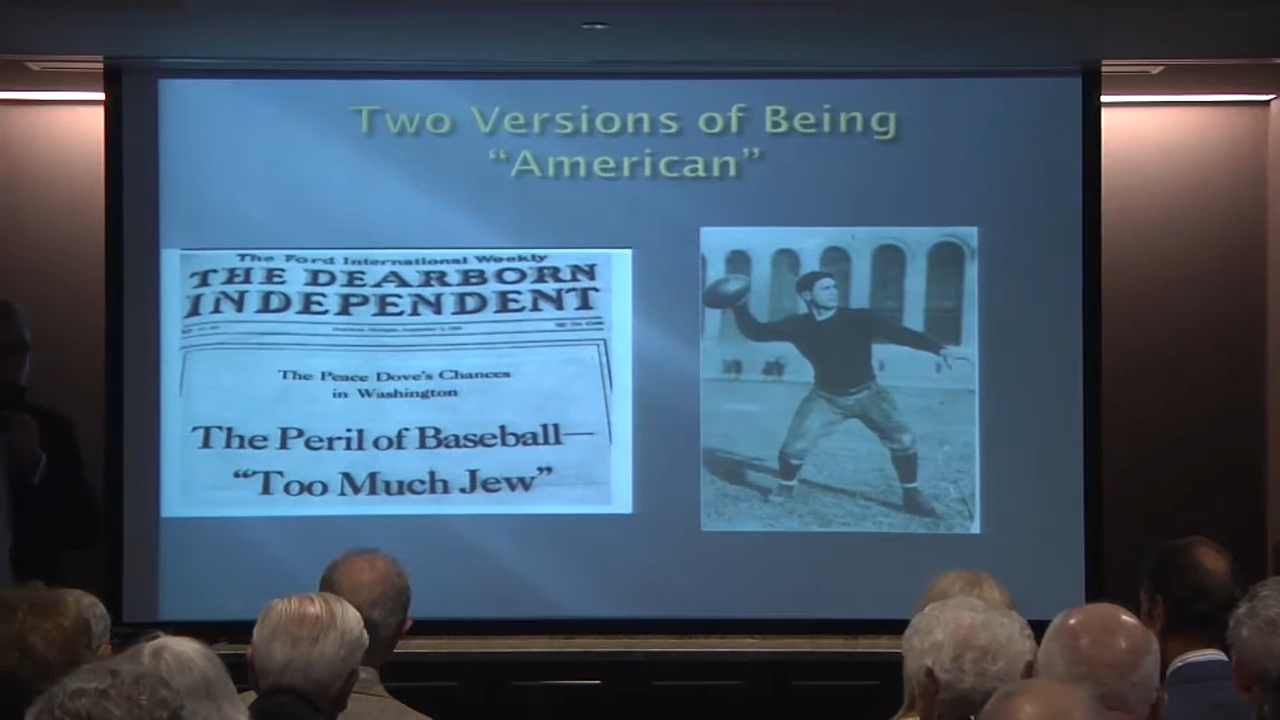 Two Versions of Being
“American”
The Ford International Weekly
THE DEARBORN
INDEPENDENT
The Peace Dove's Chances
in Washington
The Peril of Baseball—
“Too Much Jew”